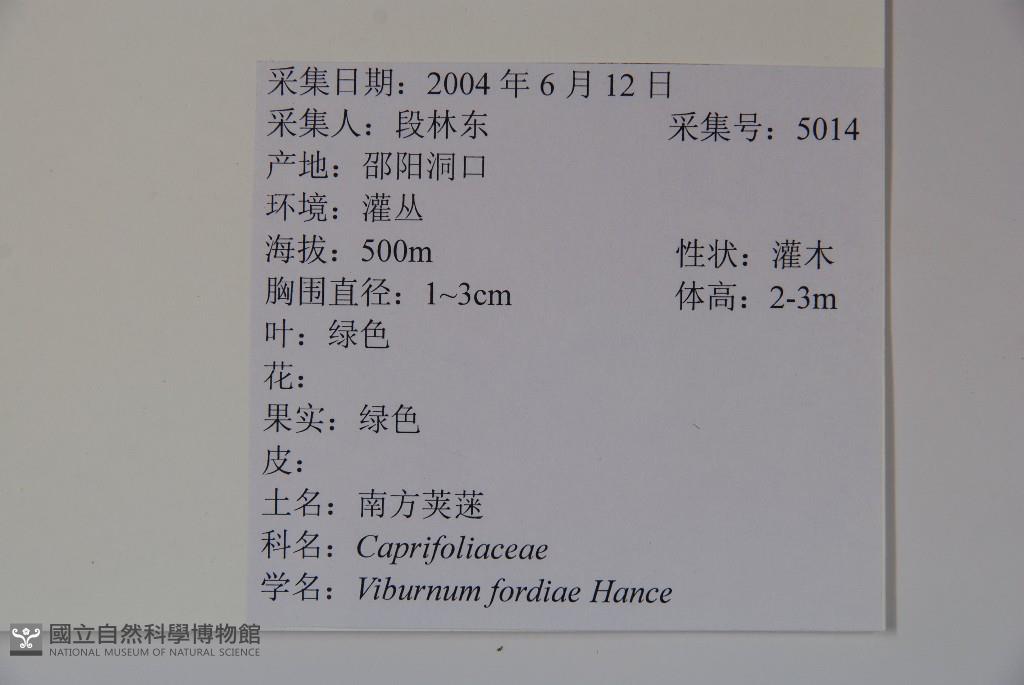 采集日期：2004 年 6 月 12 日
采集人：段林东 采集号：5014
产地：邵阳洞口
环境：灌丛
海拔：500m 性状：灌木
胸围直径：1~3cm 体高：2-3m
叶：绿色
花：
果实：绿色
皮：
土名：南方荚蒾
科名：Caprifoliaceae
学名：Viburnum fordiae Hance
國立自然科學博物館
NATIONAL MUSEUM OF NATURAL SCIENCE